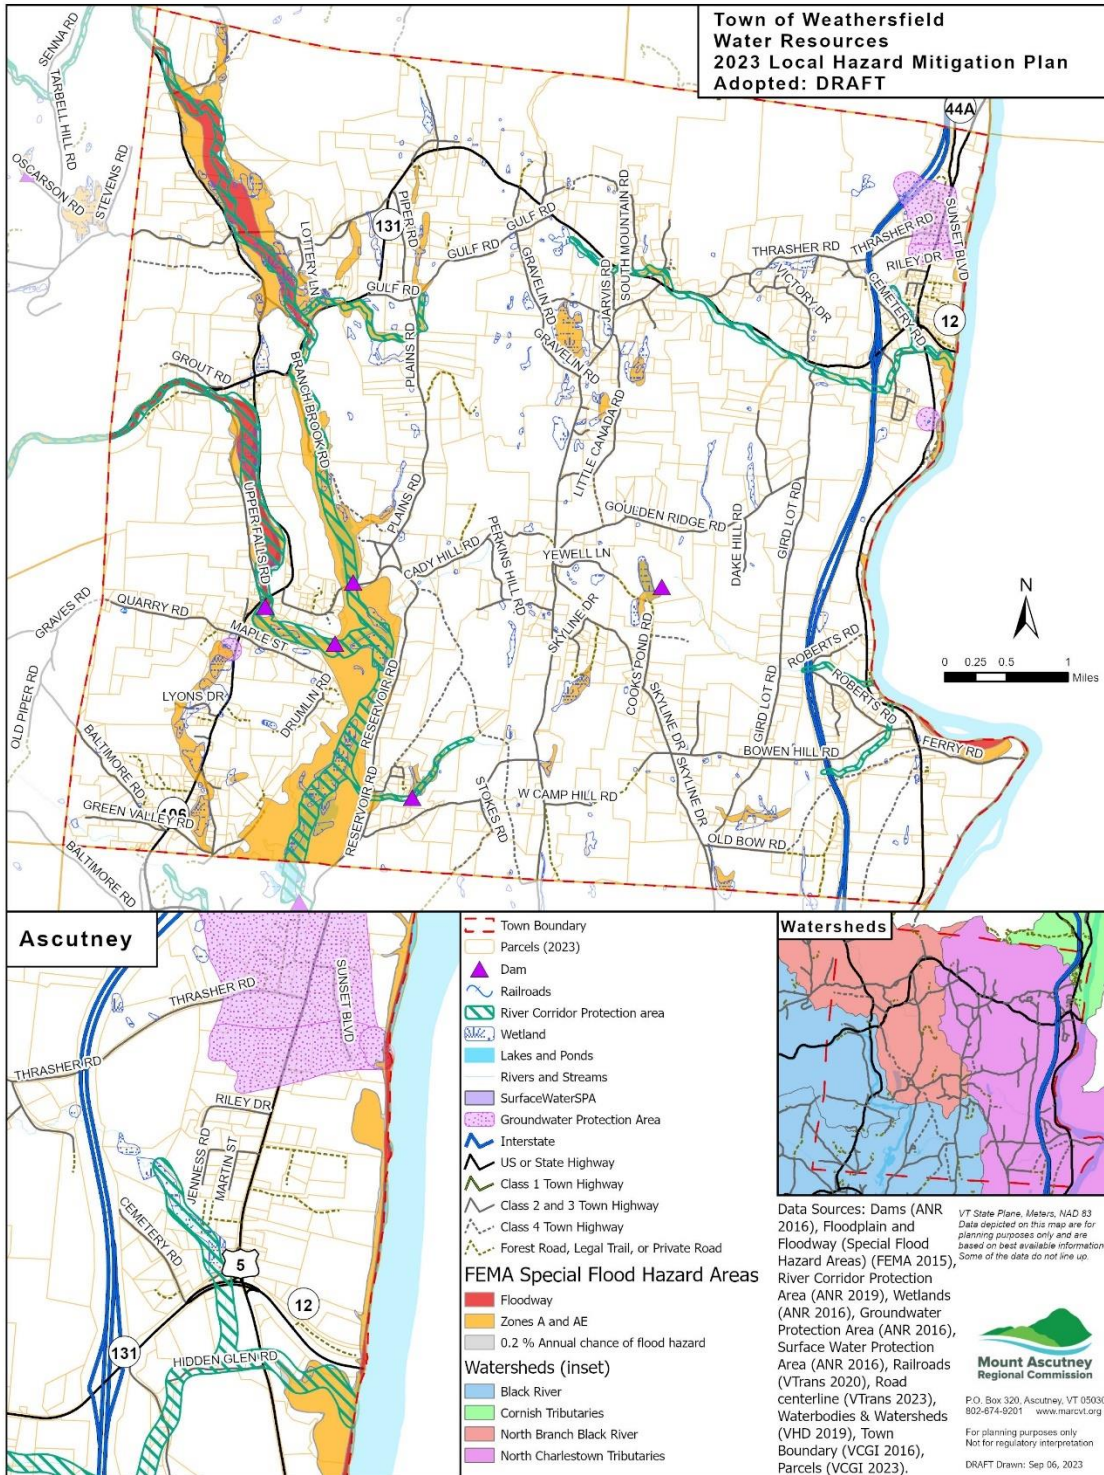 Town of Weathersfield
Water Resources
2023 Local Hazard Mitigation Plan
Adopted: DRAFT
SENNA RD
TARBELL HILL RD
OSCARSON RD
STEVENS RD
44A
131
PIPER RD
LOTTERY LN
GULF RD
GULF RD
GULF RD
GRAVELIN RD
GRAVELIN RD
JARVIS RD
SOUTH MOUNTAIN RD
THRASHER RD
THRASHER RD
SUNSET BLVD
RILEY DR
VICTORY DR
CEMETERY RD
12
PLAINS RD
GROUT RD
BRANCH BROOK RD
LITTLE CANADA RD
PLAINS RD
UPPER FALLS RD
GOULDEN RIDGE RD
DAKE HILL RD
GIRD LOT RD
CADY HILL RD
PERKINS HILL RD
YEWELL LN
N
0 0.25 0.5 1
Miles
GRAVES RD
QUARRY RD
MAPLE ST
SKYLINE DR
COOKS POND RD
ROBERTS RD
ROBERTS RD
OLD PIPER RD
LYONS DR
DRUMLIN RD
RESERVOIR RD
SKYLINE DR
GIRD LOT RD
BALTIMORE RD
BOWEN HILL RD
FERRY RD
SKYLINE DR
106
GREEN VALLEY RD
RESERVOIR RD
STOKES RD
W CAMP HILL RD
OLD BOW RD
BALTIMORE RD
Ascutney
THRASHER RD
SUNSET BLVD
THRASHER RD
RILEY DR
JENNESS RD
MARTIN ST
CEMETERY RD
5
12
131
HIDDEN GLEN RD
Town Boundary
Parcels (2023)
Dam
Railroads
River Corridor Protection area
Wetland
Lakes and Ponds
Rivers and Streams
SurfaceWaterSPA
Groundwater Protection Area
Interstate
US or State Highway
Class 1 Town Highway
Class 2 and 3 Town Highway
Class 4 Town Highway
Forest Road, Legal Trail, or Private Road
FEMA Special Flood Hazard Areas
Floodway
Zones A and AE
0.2 % Annual chance of flood hazard
Watersheds (inset)
Black River
Cornish Tributaries
North Branch Black River
North Charlestown Tributaries
Watersheds
Data Sources: Dams (ANR
2016), Floodplain and
Floodway (Special Flood
Hazard Areas) (FEMA 2015),
River Corridor Protection
Area (ANR 2019), Wetlands
(ANR 2016), Groundwater
Protection Area (ANR 2016),
Surface Water Protection
Area (ANR 2016), Railroads
(VTrans 2020), Road
centerline (VTrans 2023),
Waterbodies & Watersheds
(VHD 2019), Town
Boundary (VCGI 2016),
Parcels (VCGI 2023).
VT State Plane, Meters, NAD 83
Data depicted on this map are for
planning purposes only and are
based on best available information
Some of the data do not line up.
Mount Ascutney
Regional Commission
P.O. Box 320, Ascutney, VT 05030
802-674-9201 www.marcvt.org
For planning purposes only
Not for regulatory interpretation
DRAFT Drawn: Sep 06, 2023